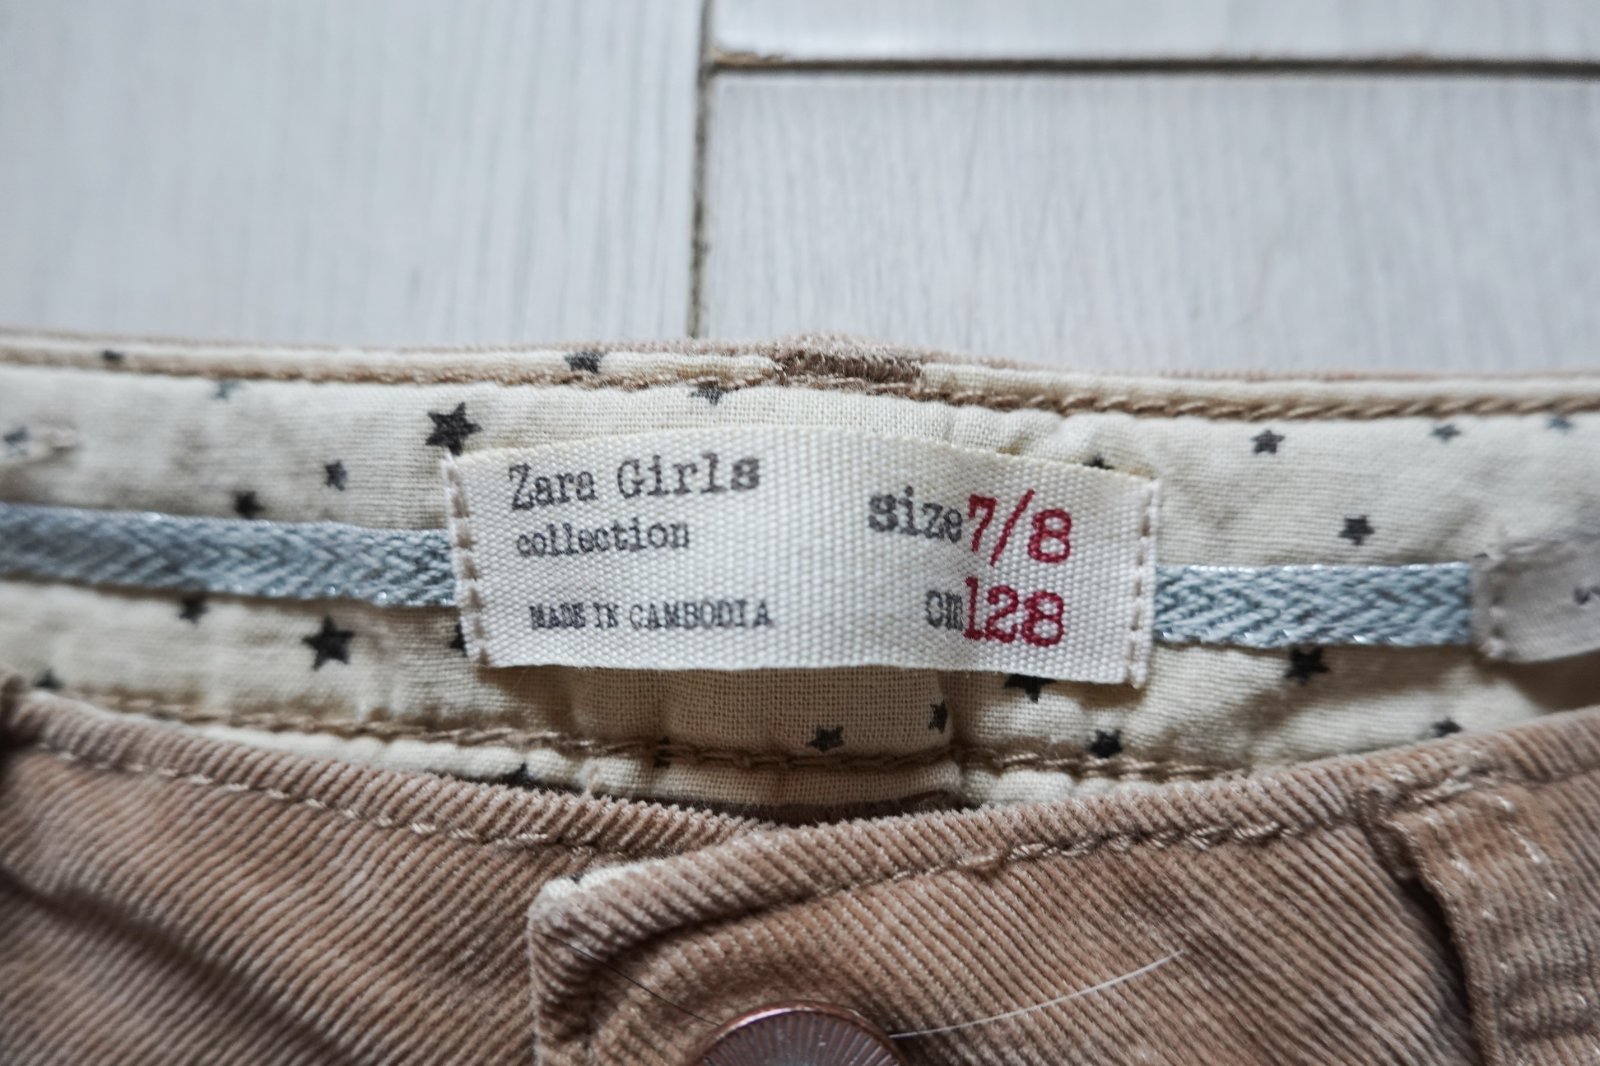 Zara Girls
collection
MADE IN CAMBODIA
Size 7/8
cm 128